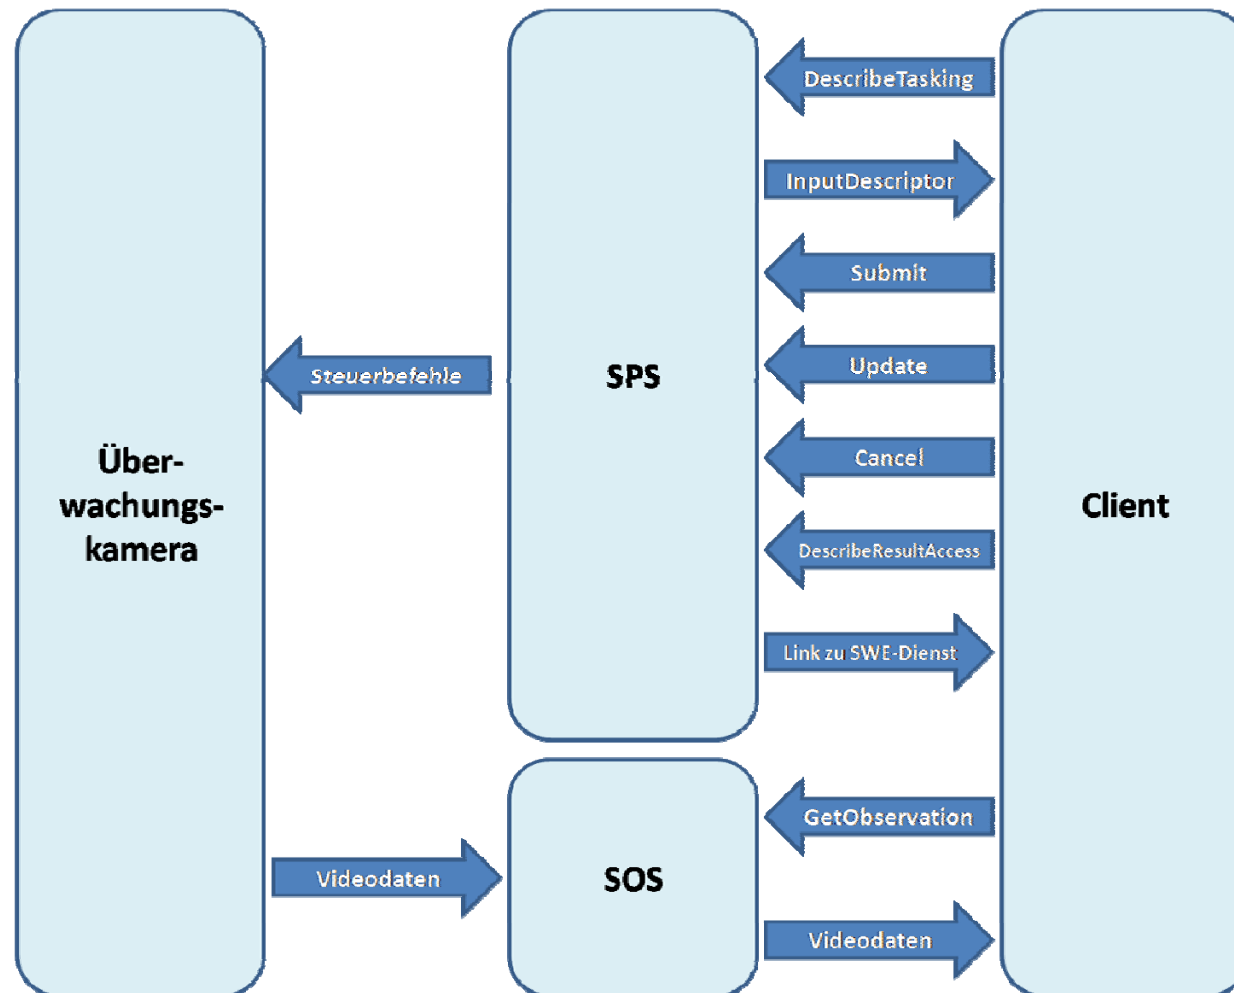 DescribeTasking
InputDescriptor
Submit
Update
Cancel
DescribeResultAccess
Link zu SWE-Dienst
GetObservation
Videodaten
SPS
SOS
Steuerbefehle
Videodaten
Über-
wachungs-
kamera
Client